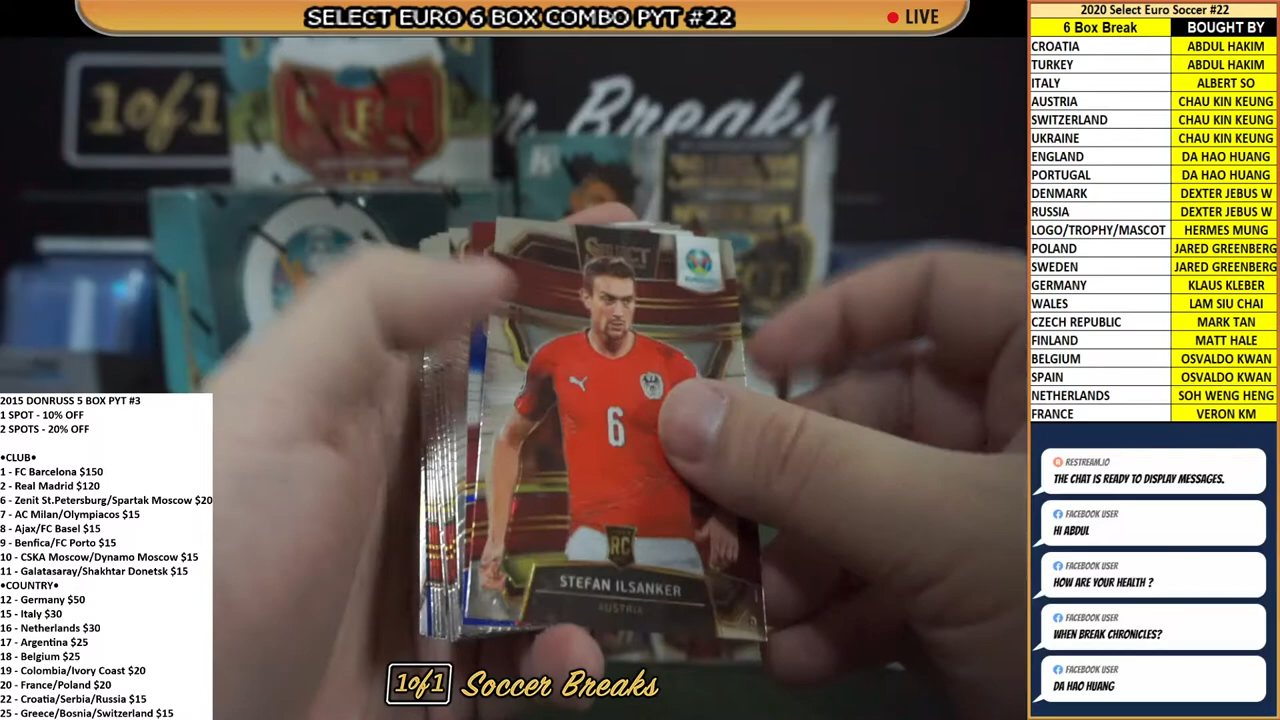 SELECT EURO 6 BOX COMBO PYT #22
LIVE
1of1
Breaks
SELECT
SELECT
6
RC
STEFAN ILSANKER
AUSTRIA
1of1 Soccer Breaks
2015 DONRUSS 5 BOX PYT #3
1 SPOT - 10% OFF
2 SPOTS - 20% OFF
•CLUB•
1 - FC Barcelona $150
2 - Real Madrid $120
6 - Zenit St.Petersburg/Spartak Moscow $20
7 - AC Milan/Olympiacos $15
8 - Ajax/FC Basel $15
9 - Benfica/FC Porto $15
10 - CSKA Moscow/Dynamo Moscow $15
11 - Galatasaray/Shakhtar Donetsk $15
•COUNTRY•
12 - Germany $50
15 - Italy $30
16 - Netherlands $30
17 - Argentina $25
18 - Belgium $25
19 - Colombia/Ivory Coast $20
20 - France/Poland $20
22 - Croatia/Serbia/Russia $15
25 - Greece/Bosnia/Switzerland $15
2020 Select Euro Soccer #22
6 Box Break BOUGHT BY
CROATIA ABDUL HAKIM
TURKEY ABDUL HAKIM
ITALY ALBERT SO
AUSTRIA CHAU KIN KEUNG
SWITZERLAND CHAU KIN KEUNG
UKRAINE CHAU KIN KEUNG
ENGLAND DA HAO HUANG
PORTUGAL DA HAO HUANG
DENMARK DEXTER JEBUS W
RUSSIA DEXTER JEBUS W
LOGO/TROPHY/MASCOT HERMES MUNG
POLAND JARED GREENBERG
SWEDEN JARED GREENBERG
GERMANY KLAUS KLEBER
WALES LAM SIU CHAI
CZECH REPUBLIC MARK TAN
FINLAND MATT HALE
BELGIUM OSVALDO KWAN
SPAIN OSVALDO KWAN
NETHERLANDS SOH WENG HENG
FRANCE VERON KM
RESTREAM.IO
THE CHAT IS READY TO DISPLAY MESSAGES.
FACEBOOK USER
HI ABDUL
FACEBOOK USER
HOW ARE YOUR HEALTH ?
FACEBOOK USER
WHEN BREAK CHRONICLES?
FACEBOOK USER
DA HAO HUANG